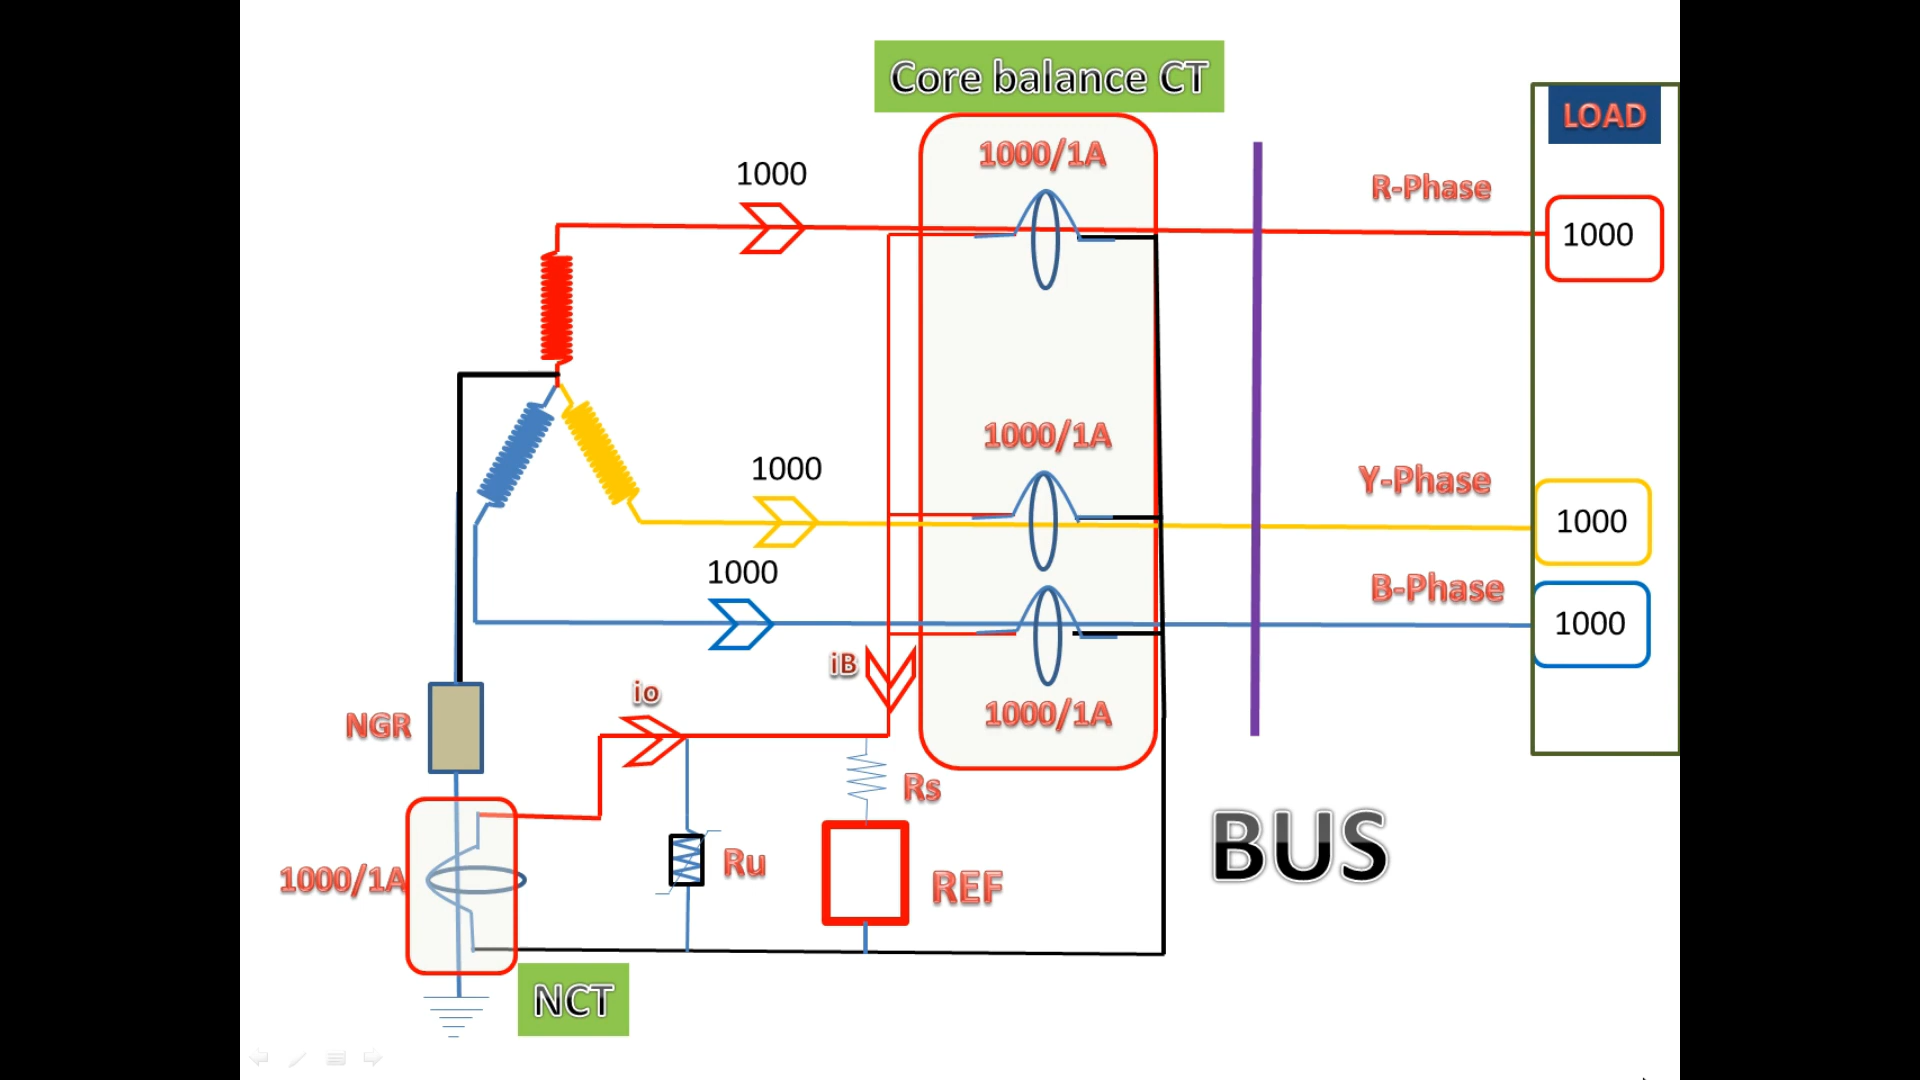 Core balance CT
LOAD
1000/1A
1000
R-Phase
1000
1000/1A
1000
Y-Phase
1000
1000
B-Phase
1000
iB
io
NGR
1000/1A
Rs
BUS
Ru
1000/1A
REF
NCT